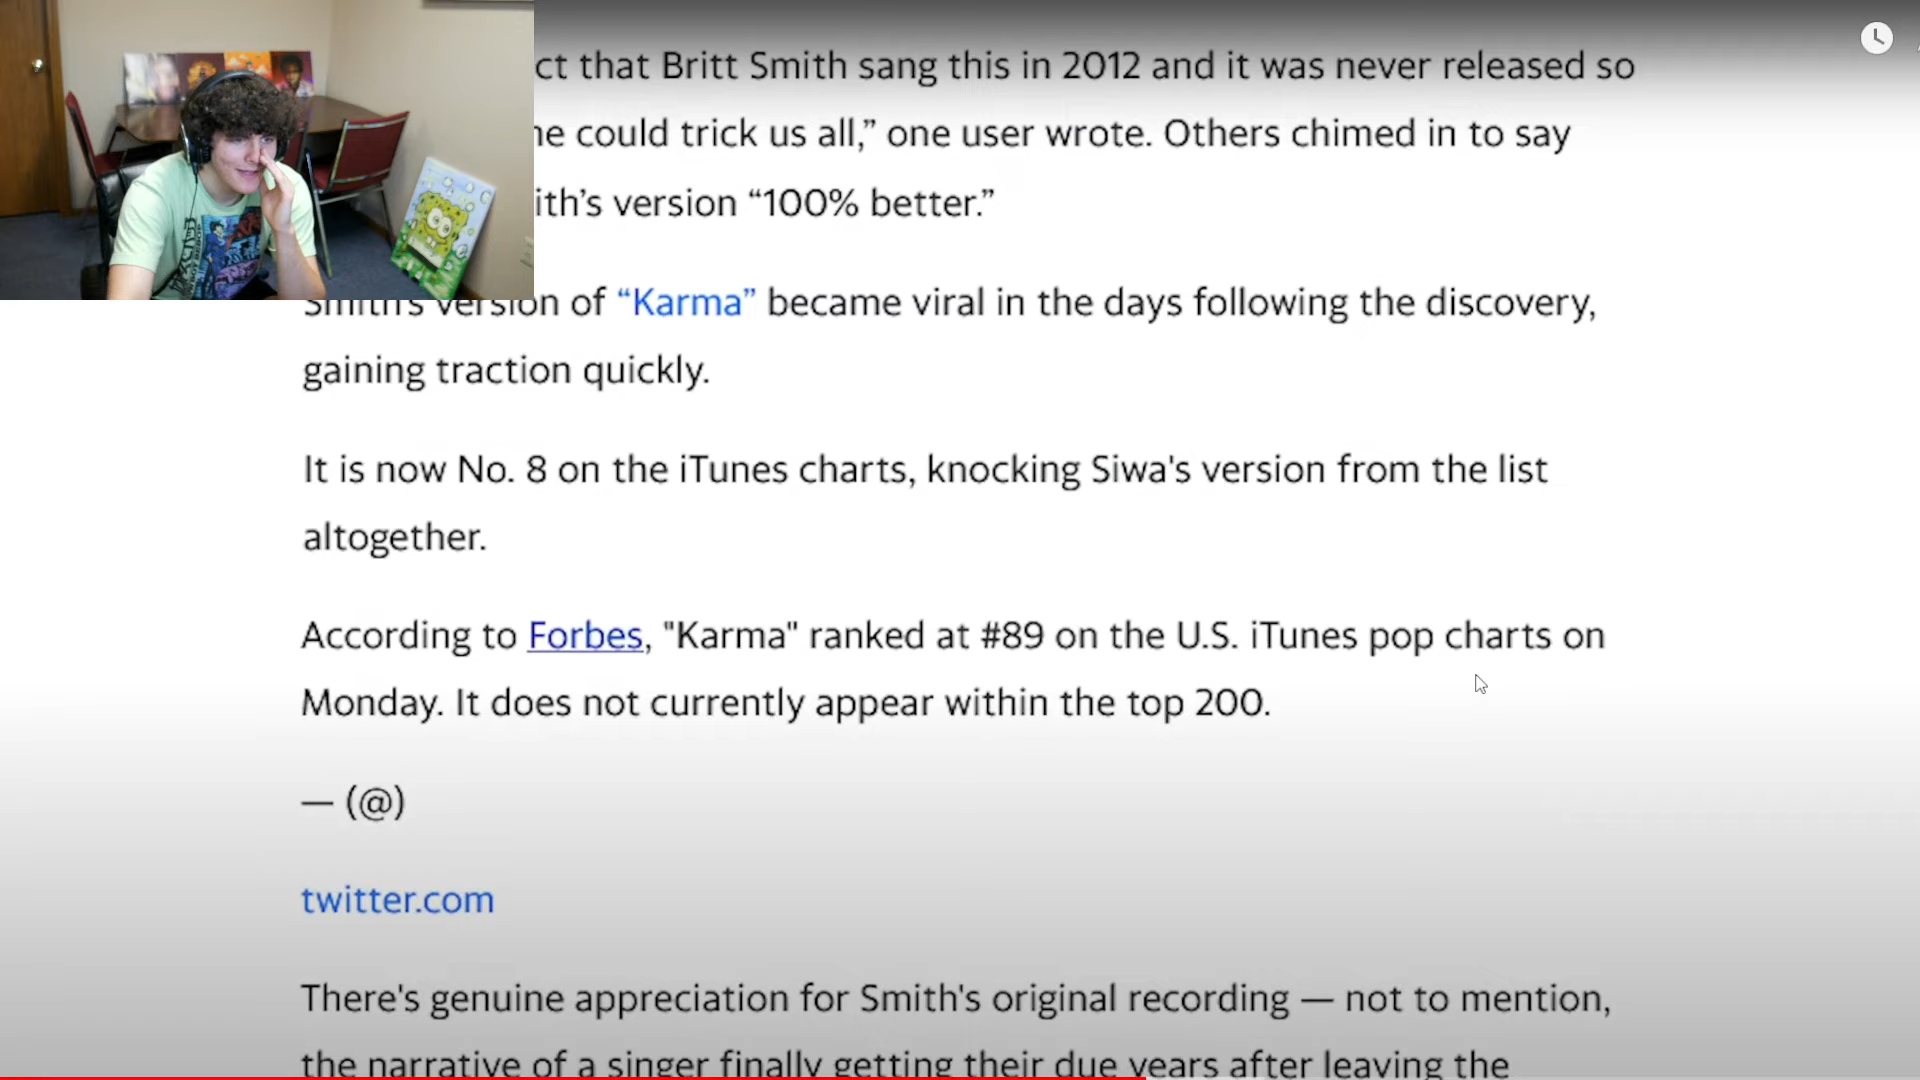 ct that Britt Smith sang this in 2012 and it was never released so
he could trick us all,” one user wrote. Others chimed in to say
ith’s version “100% better.”
Smith’s version of “Karma” became viral in the days following the discovery,
gaining traction quickly.
It is now No. 8 on the iTunes charts, knocking Siwa's version from the list
altogether.
According to Forbes, "Karma" ranked at #89 on the U.S. iTunes pop charts on
Monday. It does not currently appear within the top 200.
— (@)
twitter.com
There's genuine appreciation for Smith's original recording — not to mention,
the narrative of a singer finally getting their due years after leaving the